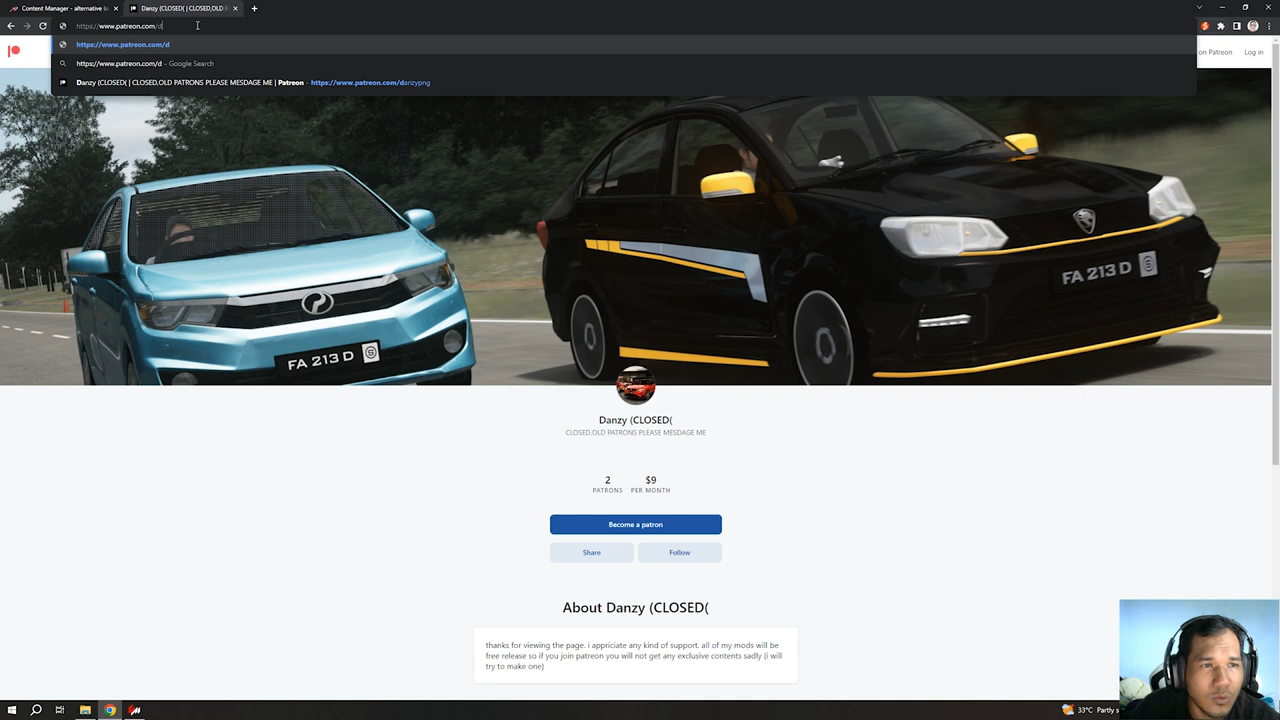 Content Manager - alternative l
Danzy (CLOSED( | CLOSED,OLD P
https://www.patreon.com/d
https://www.patreon.com/d
https://www.patreon.com/d - Google Search
Danzy (CLOSED( | CLOSED,OLD PATRONS PLEASE MESDAGE ME | Patreon - https://www.patreon.com/danzypng
on Patreon
Log in
FA 213 D
FA 213 D
Danzy (CLOSED(
CLOSED,OLD PATRONS PLEASE MESDAGE ME
2
$9
PATRONS
PER MONTH
Become a patron
Share
Follow
About Danzy (CLOSED(
thanks for viewing the page. i appriciate any kind of support. all of my mods will be
free release so if you join patreon you will not get any exclusive contents sadly (i will
try to make one)
33°C Partly s